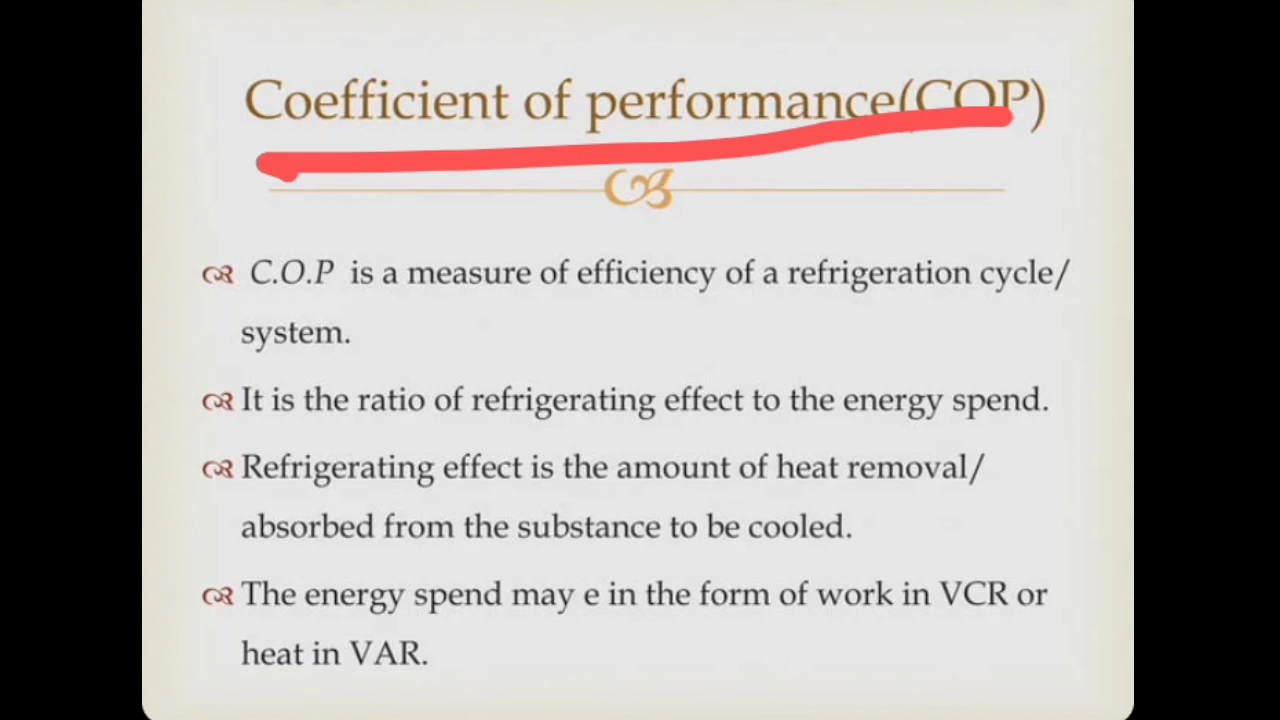 Coefficient of performance(COP)
C.O.P is a measure of efficiency of a refrigeration cycle/
system.
It is the ratio of refrigerating effect to the energy spend.
Refrigerating effect is the amount of heat removal/
absorbed from the substance to be cooled.
The energy spend may e in the form of work in VCR or
heat in VAR.